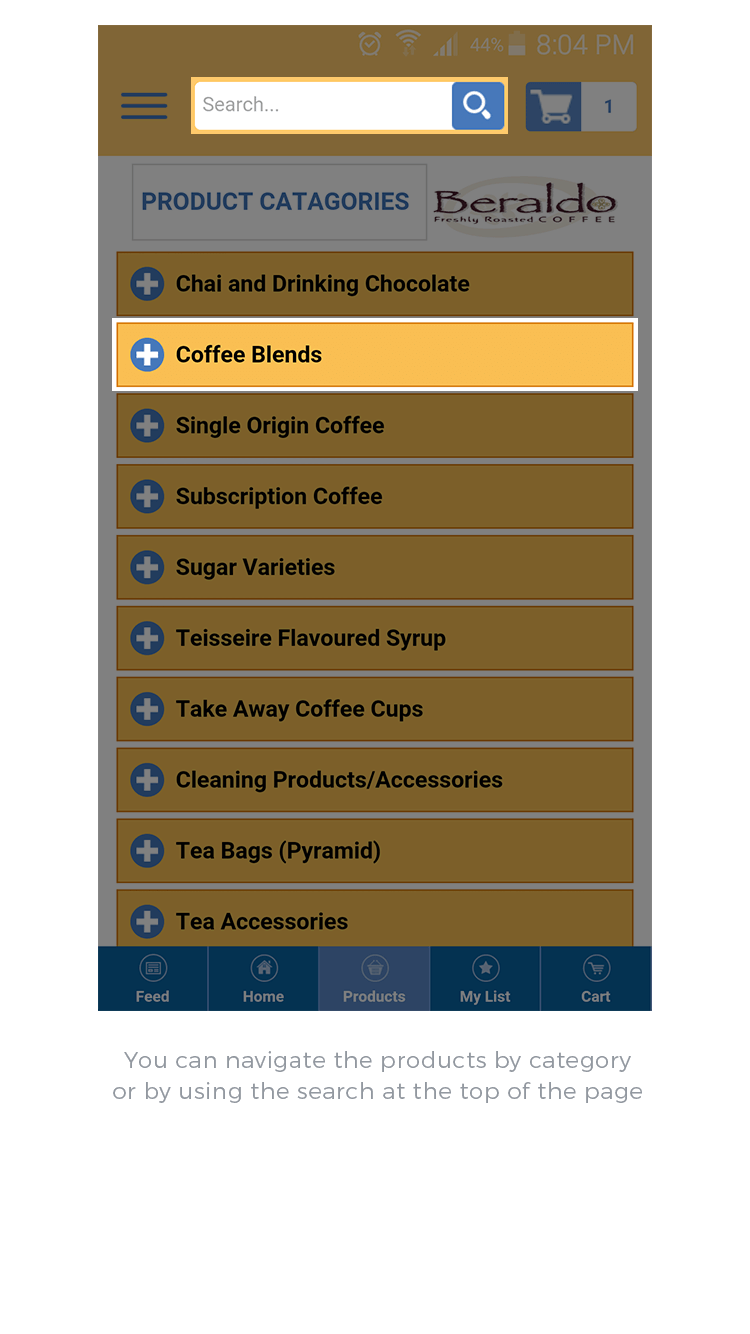 44% 8:04 PM
Search...
1
PRODUCT CATAGORIES
Beraldo
Freshly Roasted COFFEE
Chai and Drinking Chocolate
Coffee Blends
Single Origin Coffee
Subscription Coffee
Sugar Varieties
Teisseire Flavoured Syrup
Take Away Coffee Cups
Cleaning Products/Accessories
Tea Bags (Pyramid)
Tea Accessories
Feed Home Products My List Cart
You can navigate the products by category
or by using the search at the top of the page